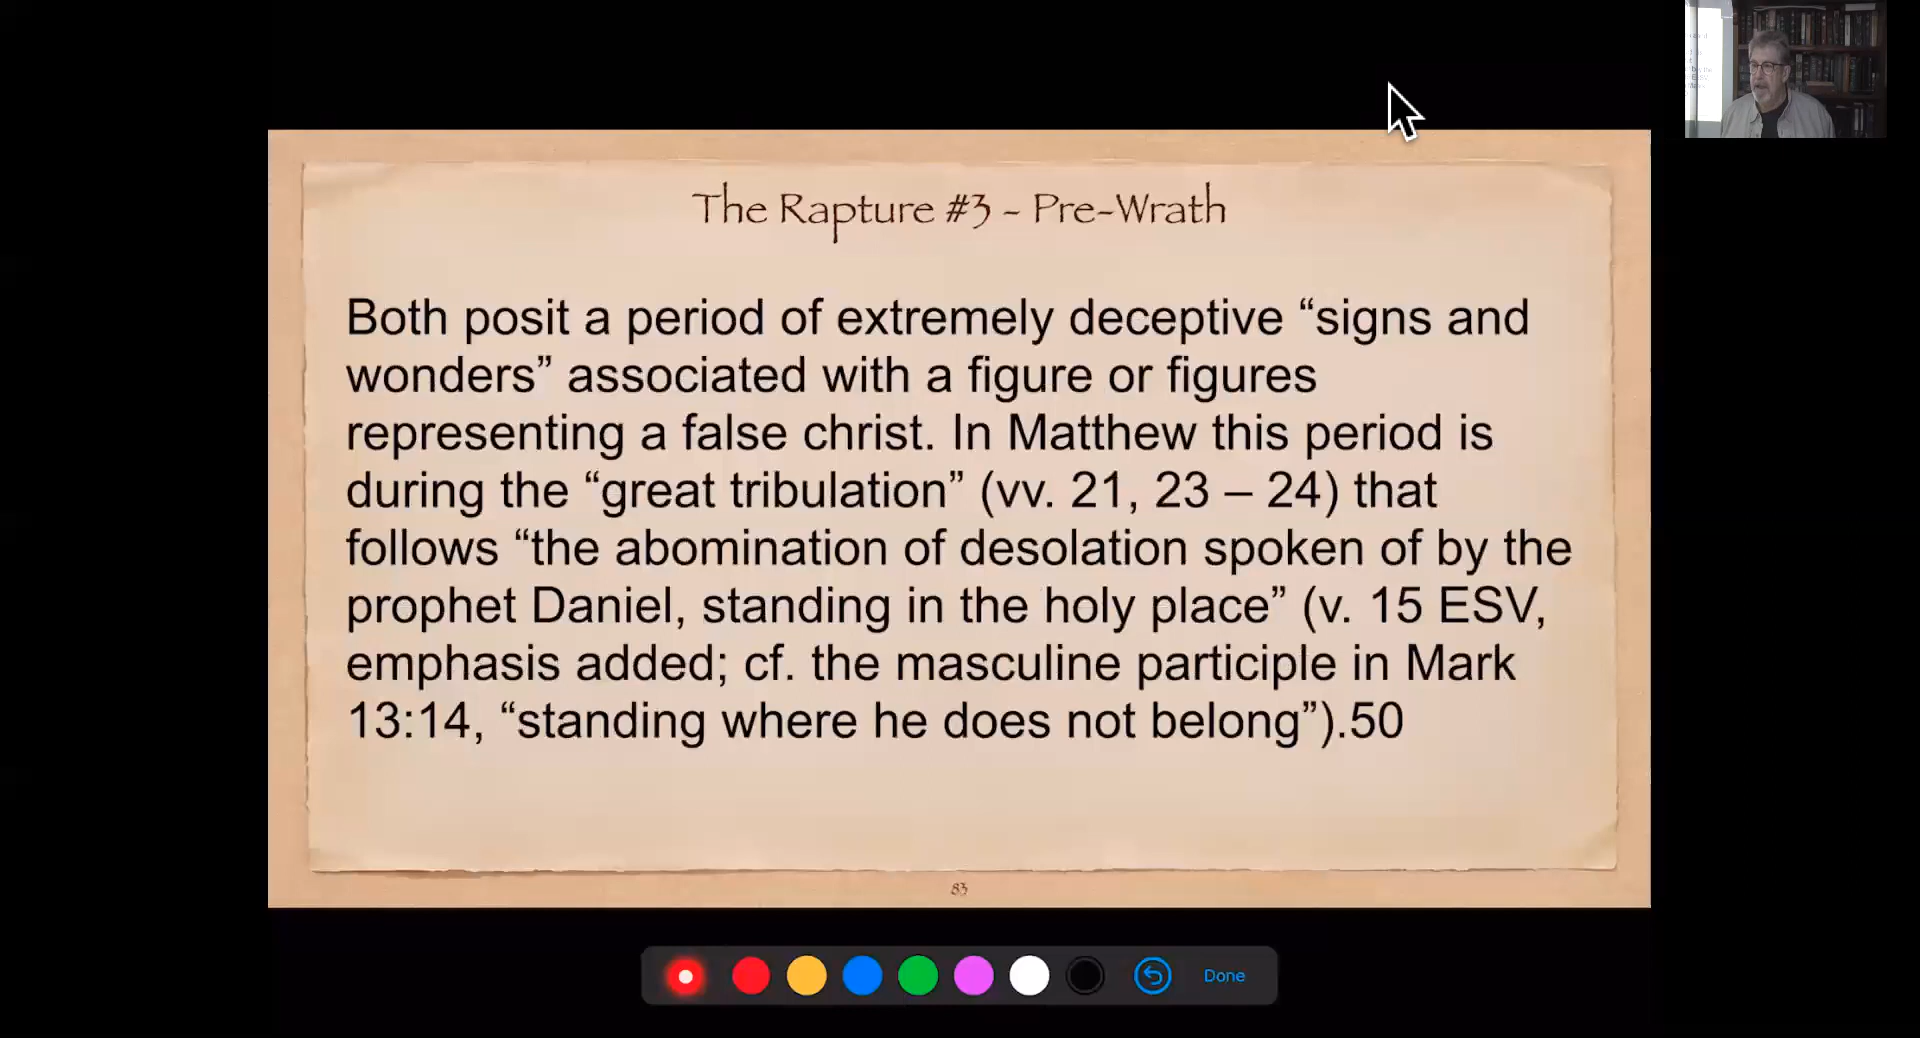 The Rapture #3 - Pre-Wrath
Both posit a period of extremely deceptive “signs and
wonders” associated with a figure or figures
representing a false christ. In Matthew this period is
during the “great tribulation” (vv. 21, 23 – 24) that
follows “the abomination of desolation spoken of by the
prophet Daniel, standing in the holy place” (v. 15 ESV,
emphasis added; cf. the masculine participle in Mark
13:14, “standing where he does not belong”).50
83
Done